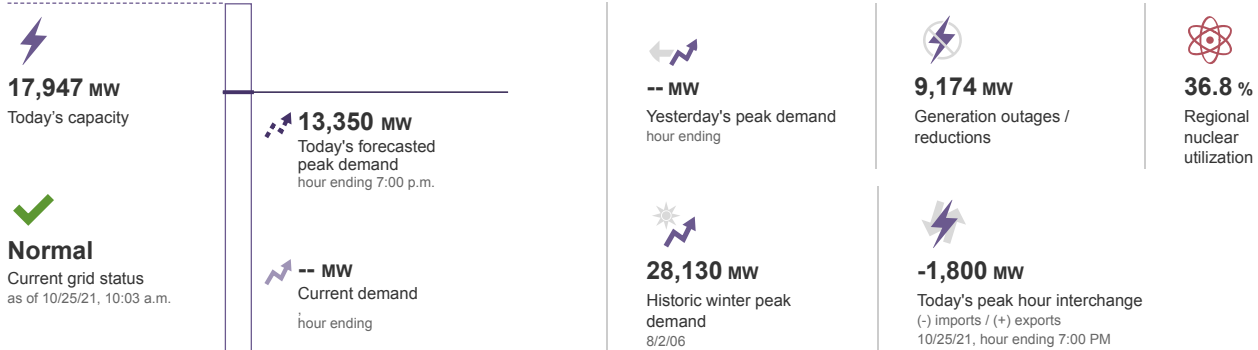 17,947 MW
Today's capacity
Normal
Current grid status
as of 10/25/21, 10:03 a.m.
13,350 MW
Today's forecasted
peak demand
hour ending 7:00 p.m.
-- MW
Current demand
,
hour ending
-- MW
Yesterday's peak demand
hour ending
28,130 MW
Historic winter peak
demand
8/2/06
9,174 MW
Generation outages /
reductions
-1,800 MW
Today's peak hour interchange
(-) imports / (+) exports
10/25/21, hour ending 7:00 PM
36.8 %
Regional
nuclear
utilization